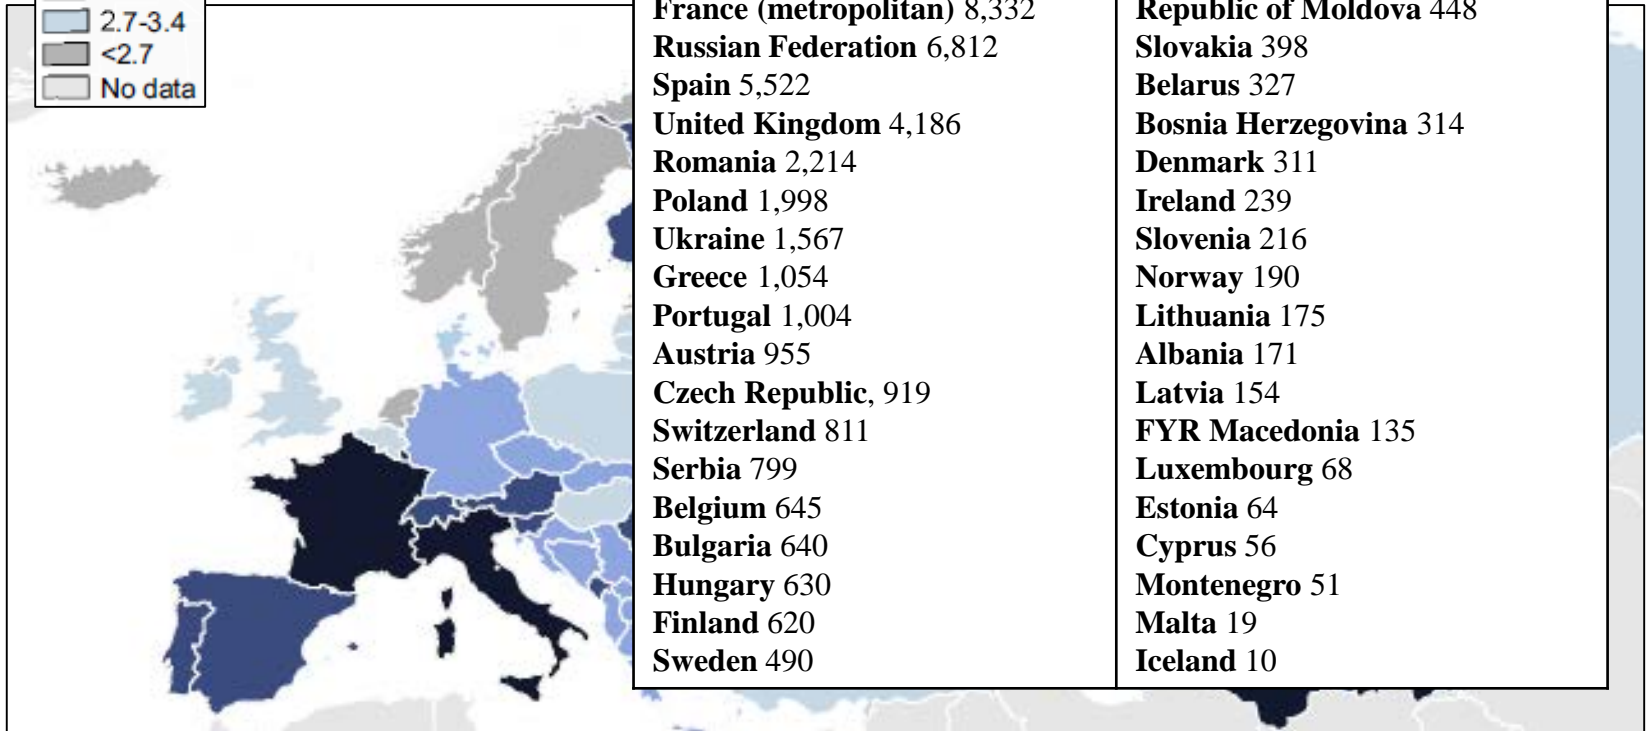 2.7-3.4
<2.7
No data
France (metropolitan) 8,332
Russian Federation 6,812
Spain 5,522
United Kingdom 4,186
Romania 2,214
Poland 1,998
Ukraine 1,567
Greece 1,054
Portugal 1,004
Austria 955
Czech Republic, 919
Switzerland 811
Serbia 799
Belgium 645
Bulgaria 640
Hungary 630
Finland 620
Sweden 490
Republic of Moldova 448
Slovakia 398
Belarus 327
Bosnia Herzegovina 314
Denmark 311
Ireland 239
Slovenia 216
Norway 190
Lithuania 175
Albania 171
Latvia 154
FYR Macedonia 135
Luxembourg 68
Estonia 64
Cyprus 56
Montenegro 51
Malta 19
Iceland 10